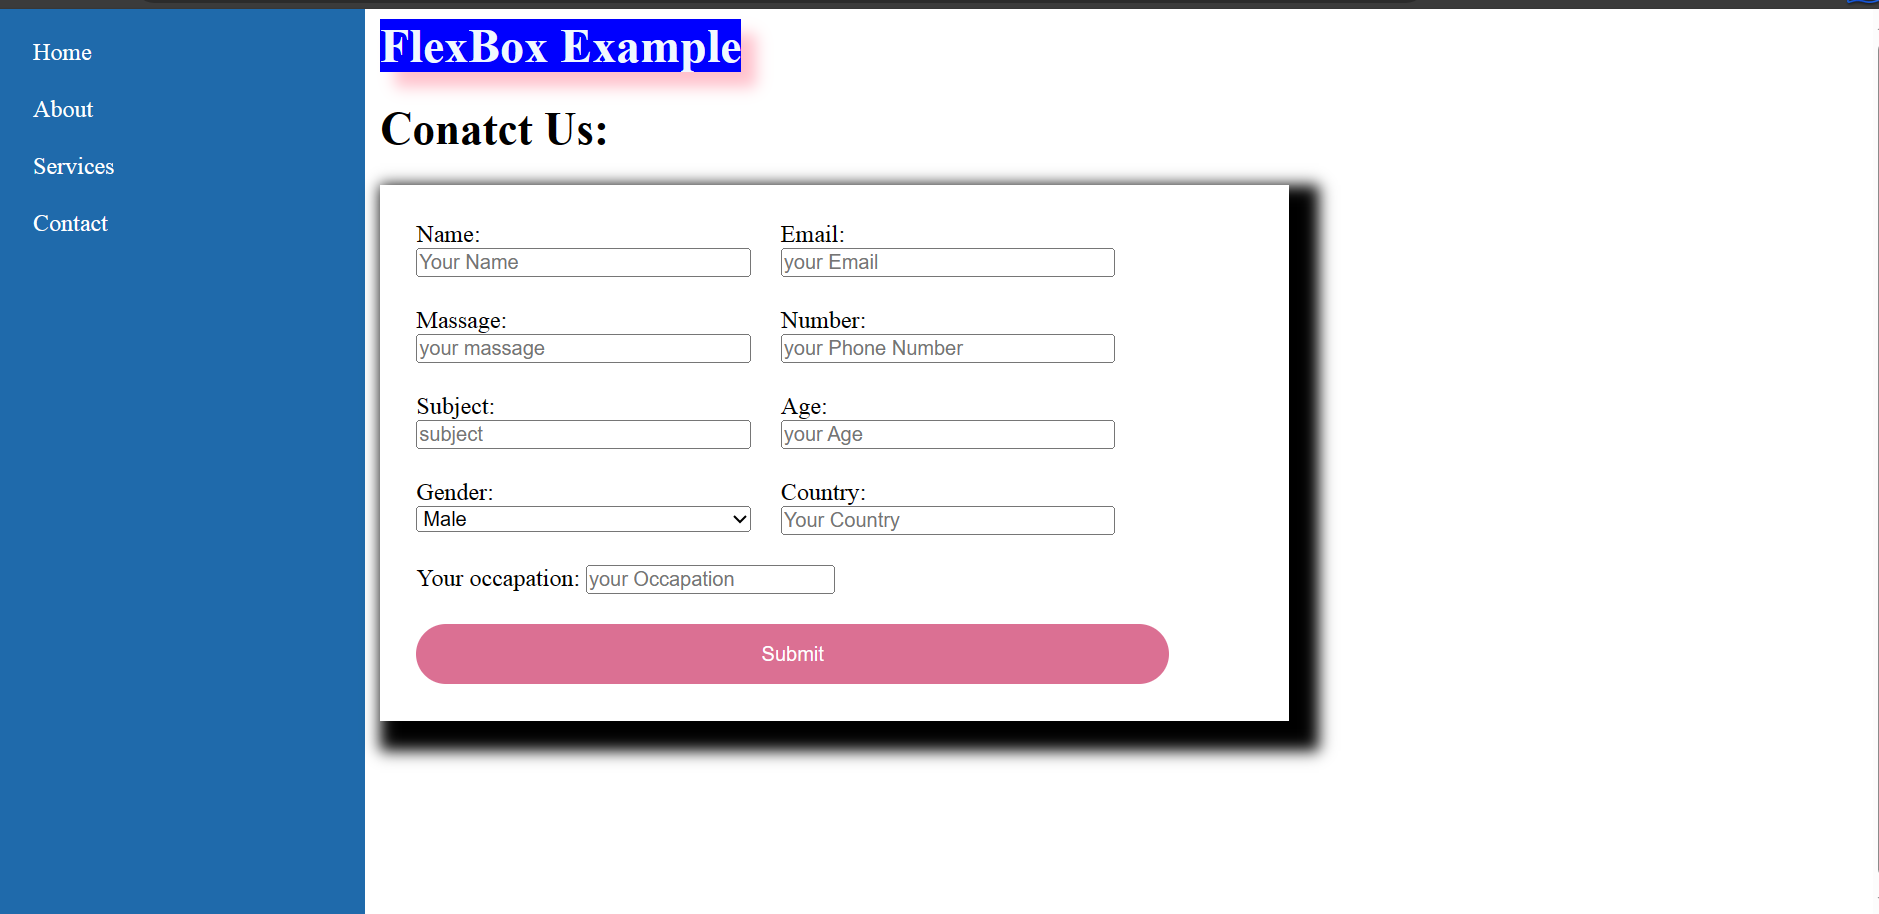 Home
About
Services
Contact
FlexBox Example
Conatct Us:
Name: Email:
Your Name your Email
Massage: Number:
your massage your Phone Number
Subject: Age:
subject your Age
Gender: Country:
Male Your Country
Your occapation: your Occapation
Submit